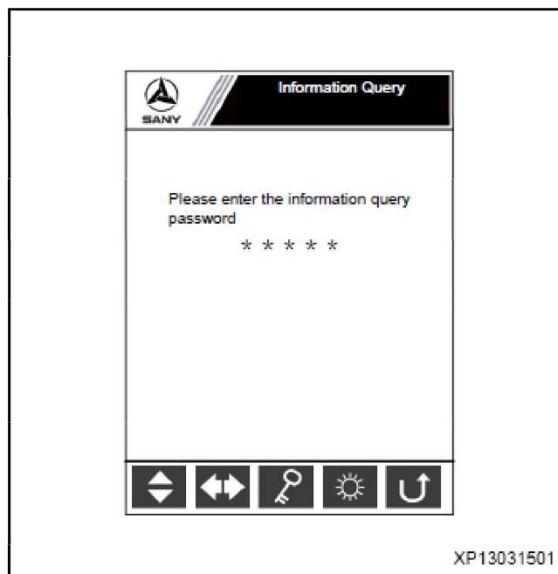 Information Query
SANY
Please enter the information query
password
* * * * *
XP13031501